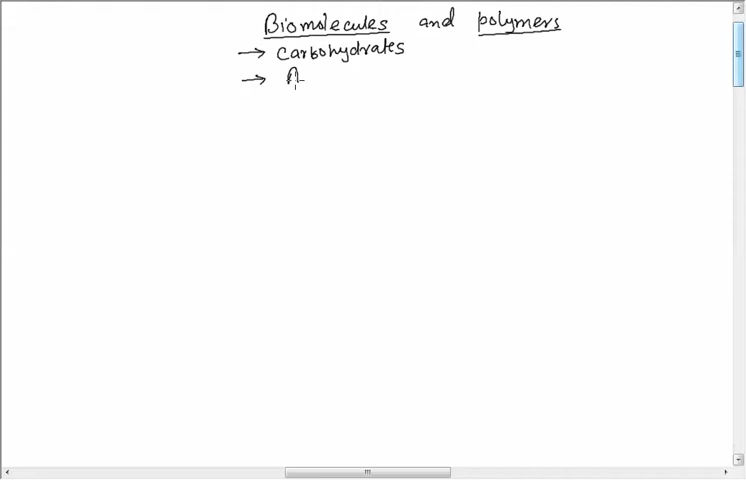 Biomolecules and polymers
→ Carbohydrates
→ A